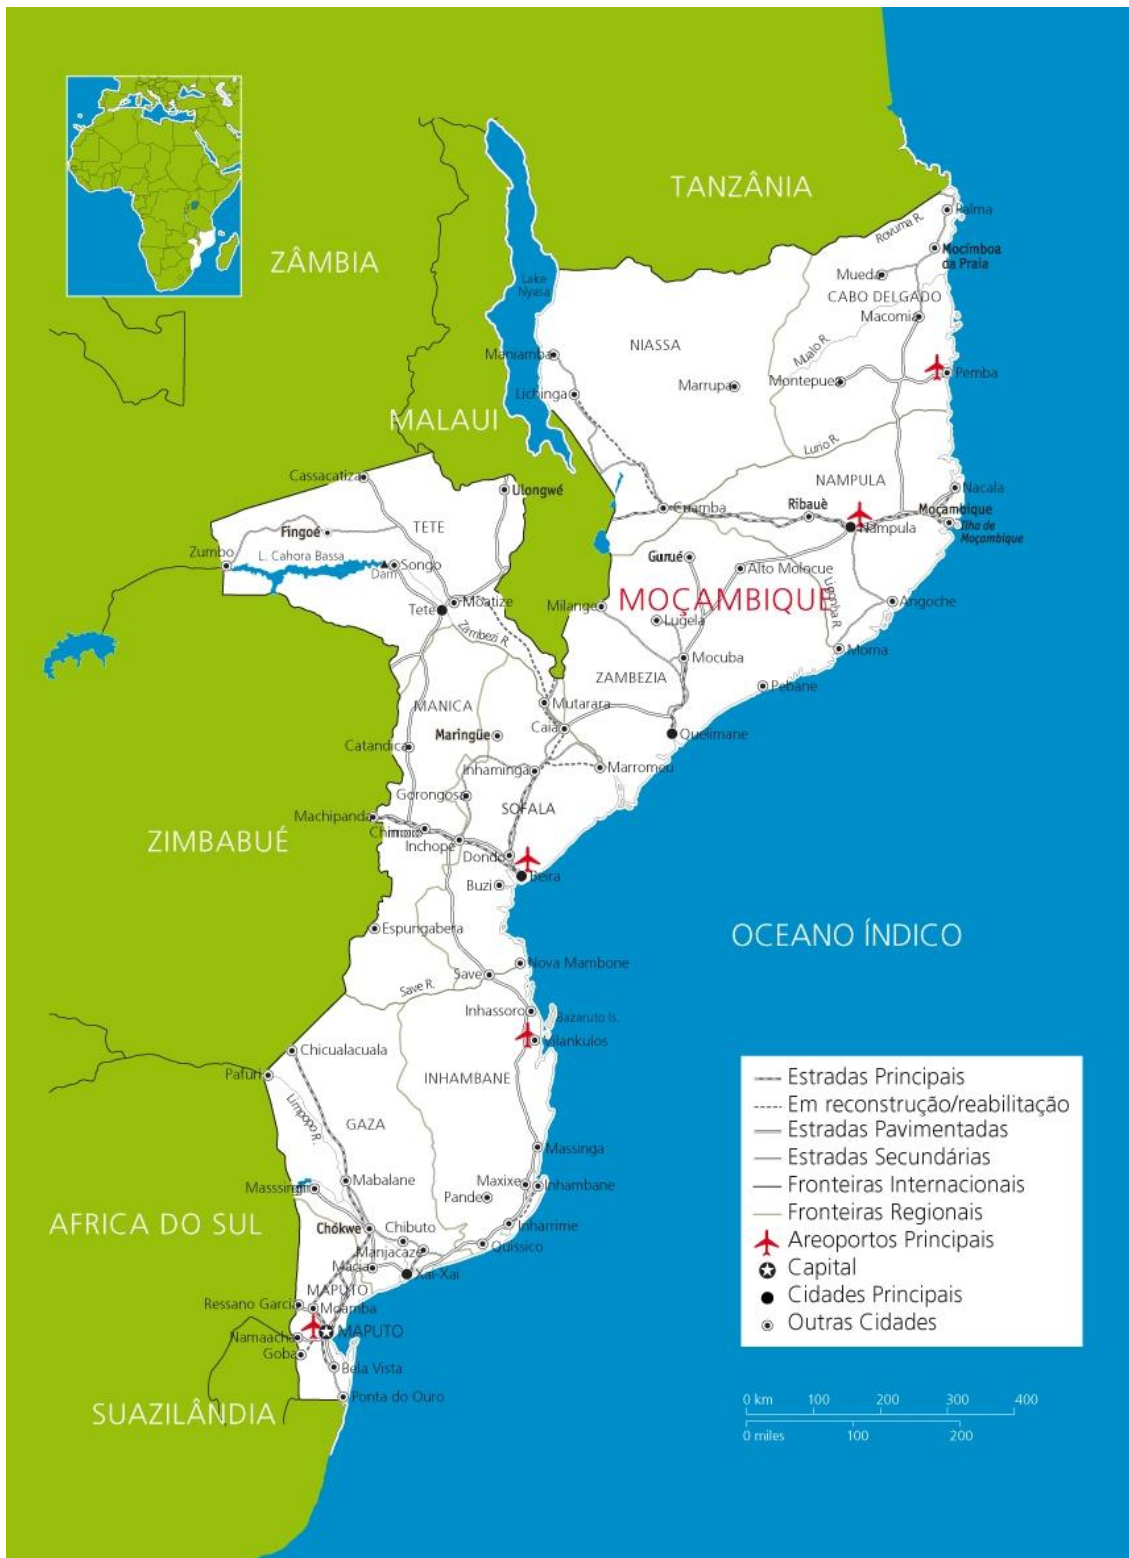 TANZÂNIA
ZÂMBIA
Lake
Nyasa
Rovuma R.
Palma
Mocímboa
da Praia
Mueda
CABO DELGADO
Macomia
NIASSA
Mualo R.
Maniamba
Marrupa
Montepuez
Pemba
Lichinga
MALAUI
Lurio R.
Cassacatiza
Ulongwé
NAMPULA
Nacala
Fingoé
TETE
Cuamba
Ribauè
Nampula
Moçambique
Ilha de
Moçambique
Zumbo
L. Cahora Bassa
Dam
Songo
Gurué
Alto Molocue
Tete
Moatize
Milange
MOÇAMBIQUE
Ligonha R.
Angoche
Zambezi R.
Lugela
Mocuba
Moma
ZAMBEZIA
Pebane
MANICA
Mutarara
Caia
Maringüe
Quelimane
Catandica
Inhaminga
Marromeu
Gorongosa
SOFALA
Machipanda
Chimoio
Inchope
Dondo
ZIMBABUÉ
Buzi
Beira
Espungabera
OCEANO ÍNDICO
Save
Nova Mambone
Save R.
Inhassoro
Bazaruto Is.
Vilankulos
Chicualacuala
Pafuri
INHAMBANE
Limpopo R.
GAZA
Massinga
Masssingir
Mabalane
Maxixe
Inhambane
Pande
AFRICA DO SUL
Chókwe
Chibuto
Inharrime
Manjacaze
Quissico
Macia
Xai-Xai
MAPUTO
Ressano Garcia
Moamba
Namaacha
MAPUTO
Goba
Bela Vista
Ponta do Ouro
SUAZILÂNDIA
Estradas Principais
Em reconstrução/reabilitação
Estradas Pavimentadas
Estradas Secundárias
Fronteiras Internacionais
Fronteiras Regionais
Areoportos Principais
Capital
Cidades Principais
Outras Cidades
0 km 100 200 300 400
0 miles 100 200